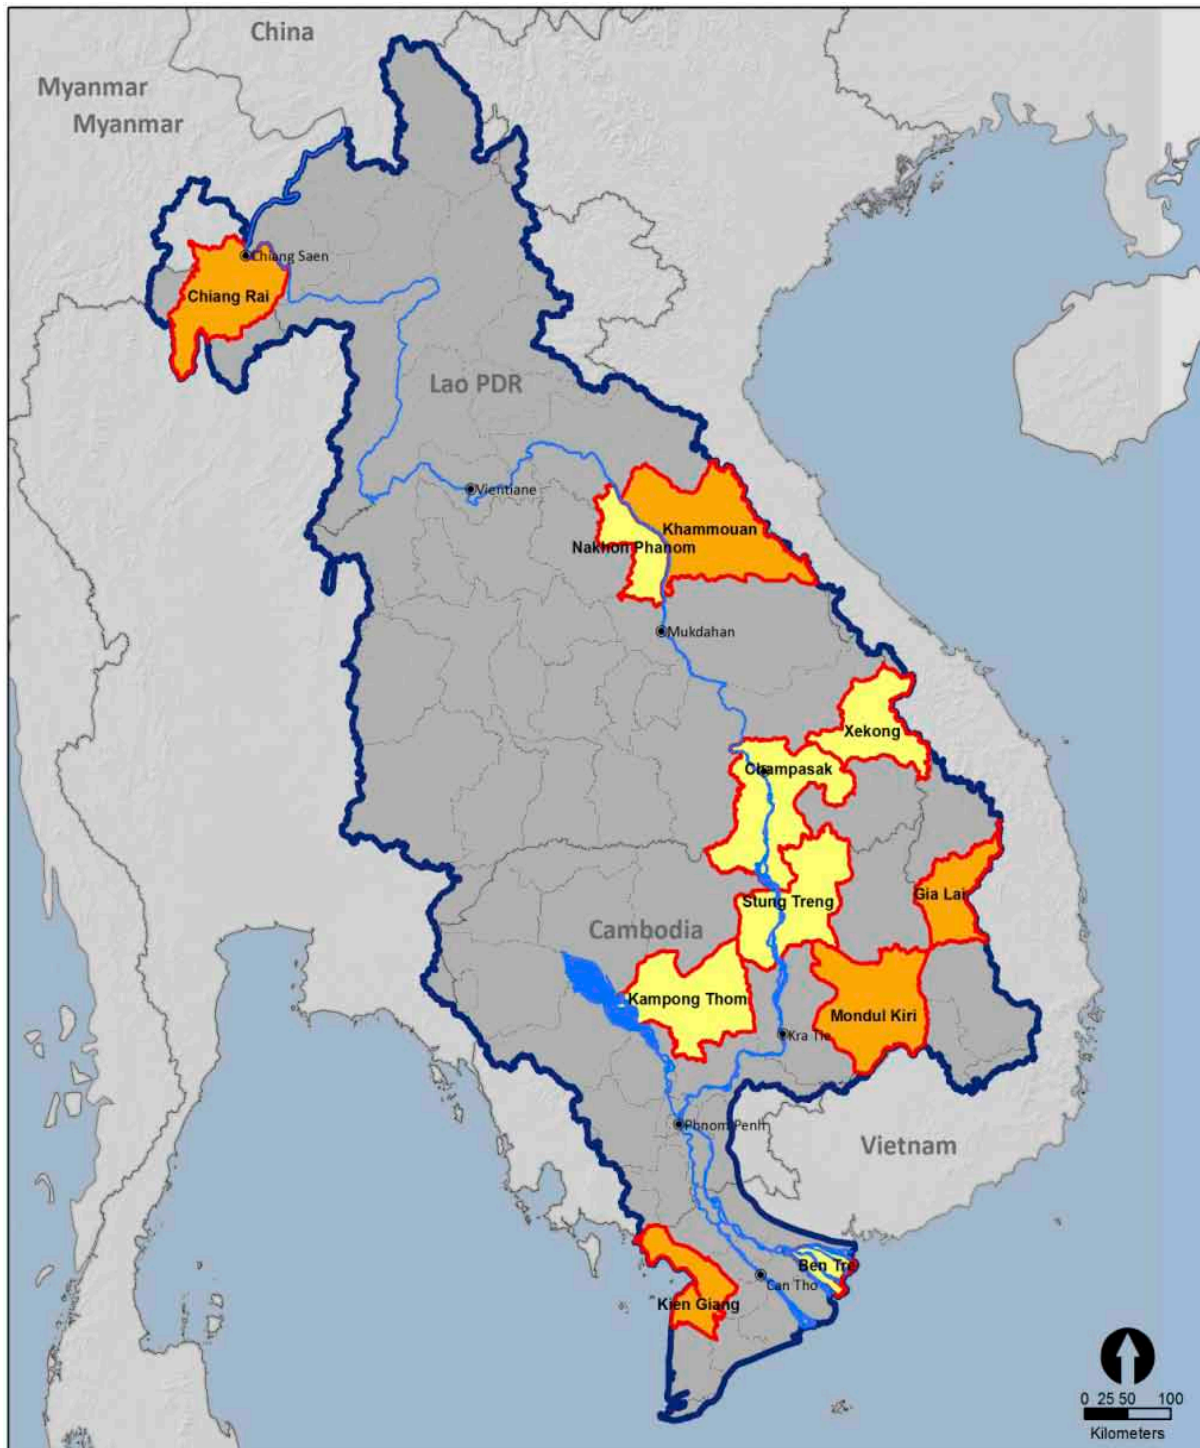 China
Myanmar
Myanmar
Chiang Saen
Chiang Rai
Lao PDR
Vientiane
Khammouan
Nakhon Phanom
Mukdahan
Xekong
Champasak
Gia Lai
Stung Treng
Cambodia
Kampong Thom
Mondul Kiri
Kra Tie
Phnom Penh
Vietnam
Ben Tre
Can Tho
Kien Giang
0 25 50 100
Kilometers